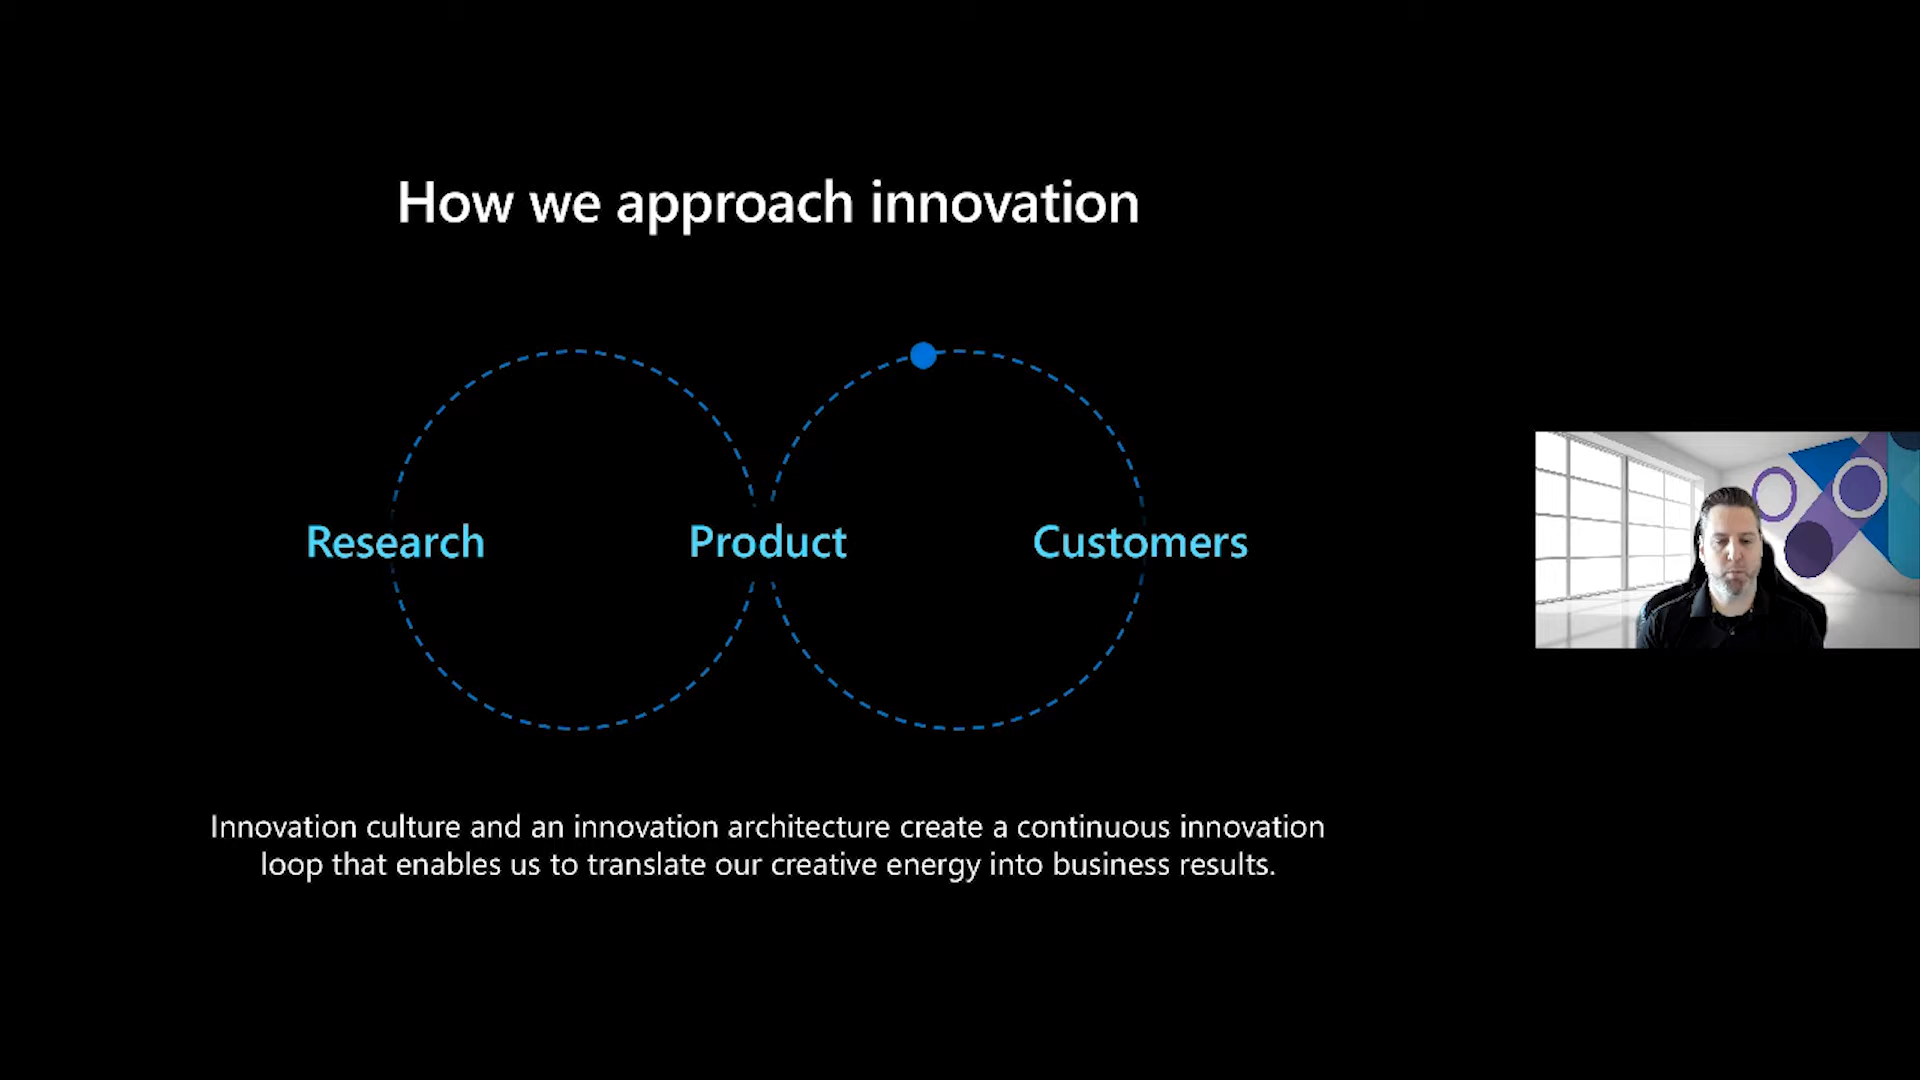 How we approach innovation
Research
Product
Customers
Innovation culture and an innovation architecture create a continuous innovation
loop that enables us to translate our creative energy into business results.